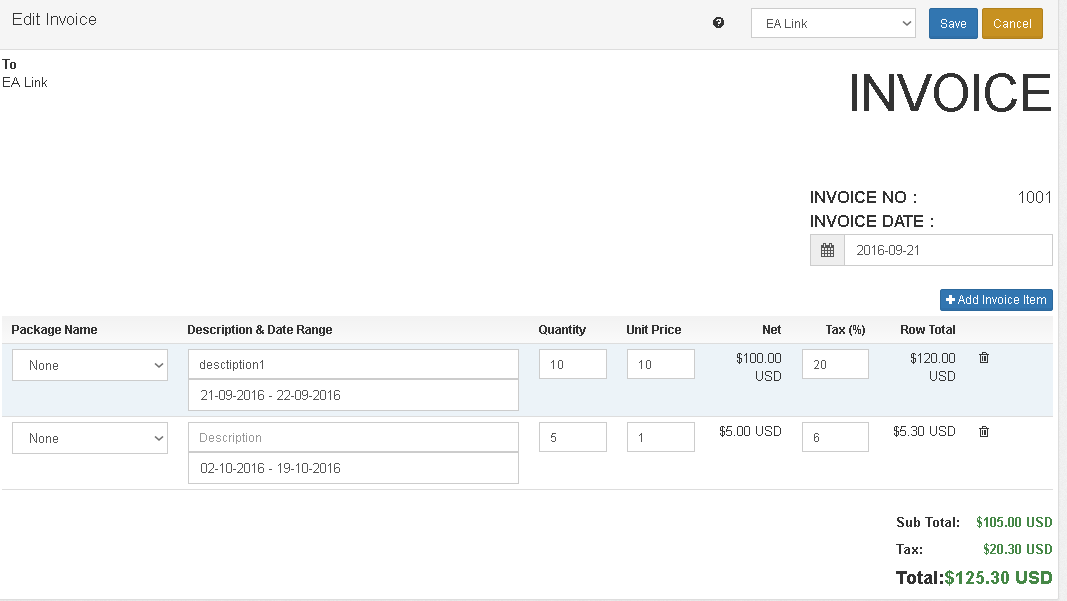 Edit Invoice
EA Link
Save
Cancel
To
EA Link
INVOICE
INVOICE NO : 1001
INVOICE DATE :
2016-09-21
Add Invoice Item
Package Name Description & Date Range Quantity Unit Price Net Tax (%) Row Total
None desctiption1 10 10 $100.00 USD 20 $120.00 USD
21-09-2016 - 22-09-2016
None Description 5 1 $5.00 USD 6 $5.30 USD
02-10-2016 - 19-10-2016
Sub Total: $105.00 USD
Tax: $20.30 USD
Total:$125.30 USD